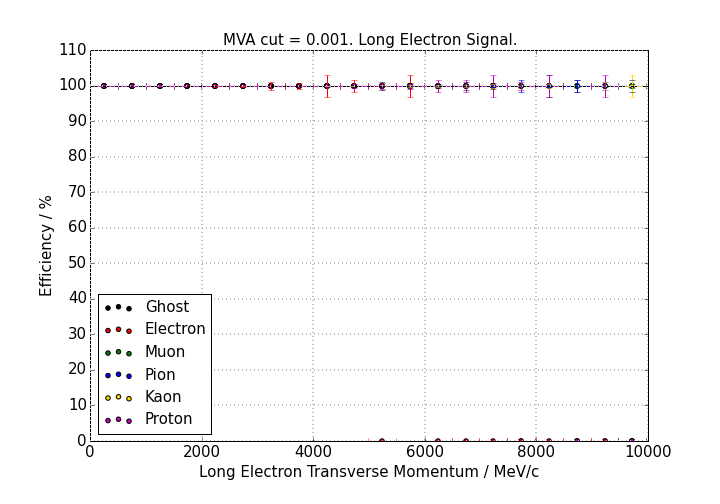 MVA cut = 0.001. Long Electron Signal.
110
100
90
80
70
60
50
40
30
20
10
0
Efficiency / %
Ghost
Electron
Muon
Pion
Kaon
Proton
0 2000 4000 6000 8000 10000
Long Electron Transverse Momentum / MeV/c